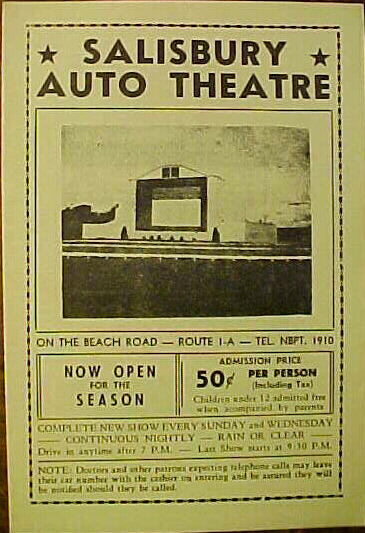 ★ SALISBURY ★
AUTO THEATRE
ON THE BEACH ROAD — ROUTE 1-A — TEL. NBPT. 1910
NOW OPEN
FOR THE
SEASON
ADMISSION PRICE
50¢ PER PERSON
(Including Tax)
Children under 12 admitted free
when acompanied by parents
COMPLETE NEW SHOW EVERY SUNDAY and WEDNESDAY
— CONTINUOUS NIGHTLY — RAIN OR CLEAR —
Drive in anytime after 7 P.M. — Last Show starts at 9:30 P.M.
NOTE: Doctors and other patrons expecting telephone calls may leave
their car number with the cashier on entering and be assured they will
be notified should they be called.